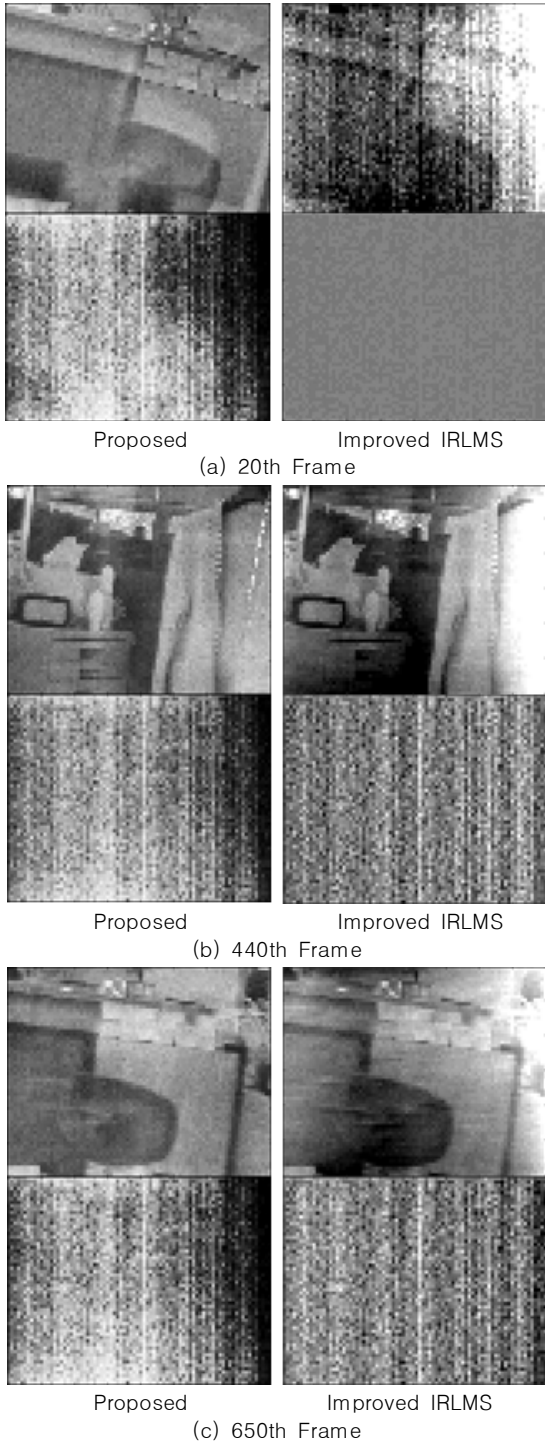 Proposed Improved IRLMS
(a) 20th Frame
Proposed Improved IRLMS
(b) 440th Frame
Proposed Improved IRLMS
(c) 650th Frame